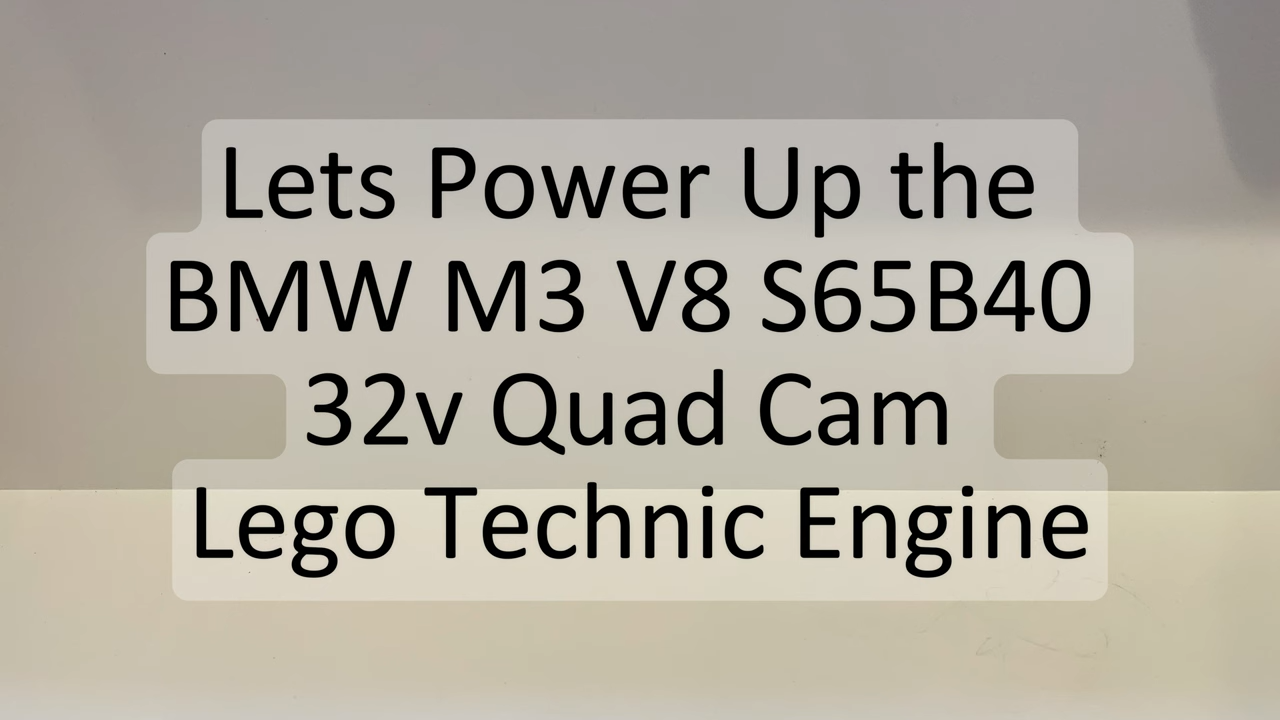 Lets Power Up the
BMW M3 V8 S65B40
32v Quad Cam
Lego Technic Engine